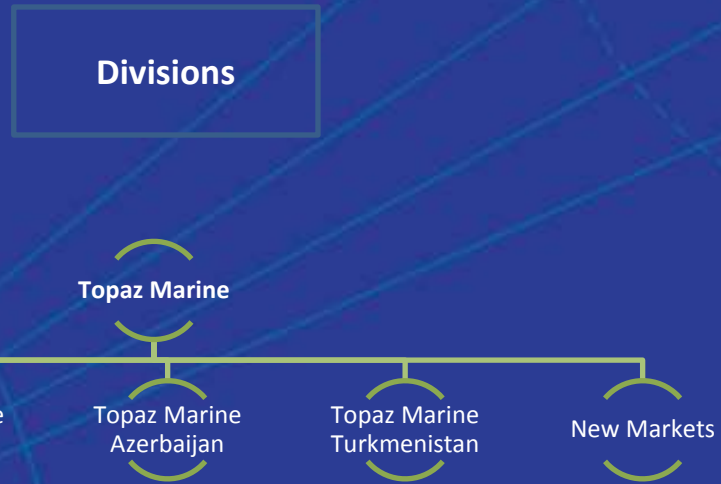 Divisions
Topaz Marine
Topaz Marine
Azerbaijan
Topaz Marine
Turkmenistan
New Markets